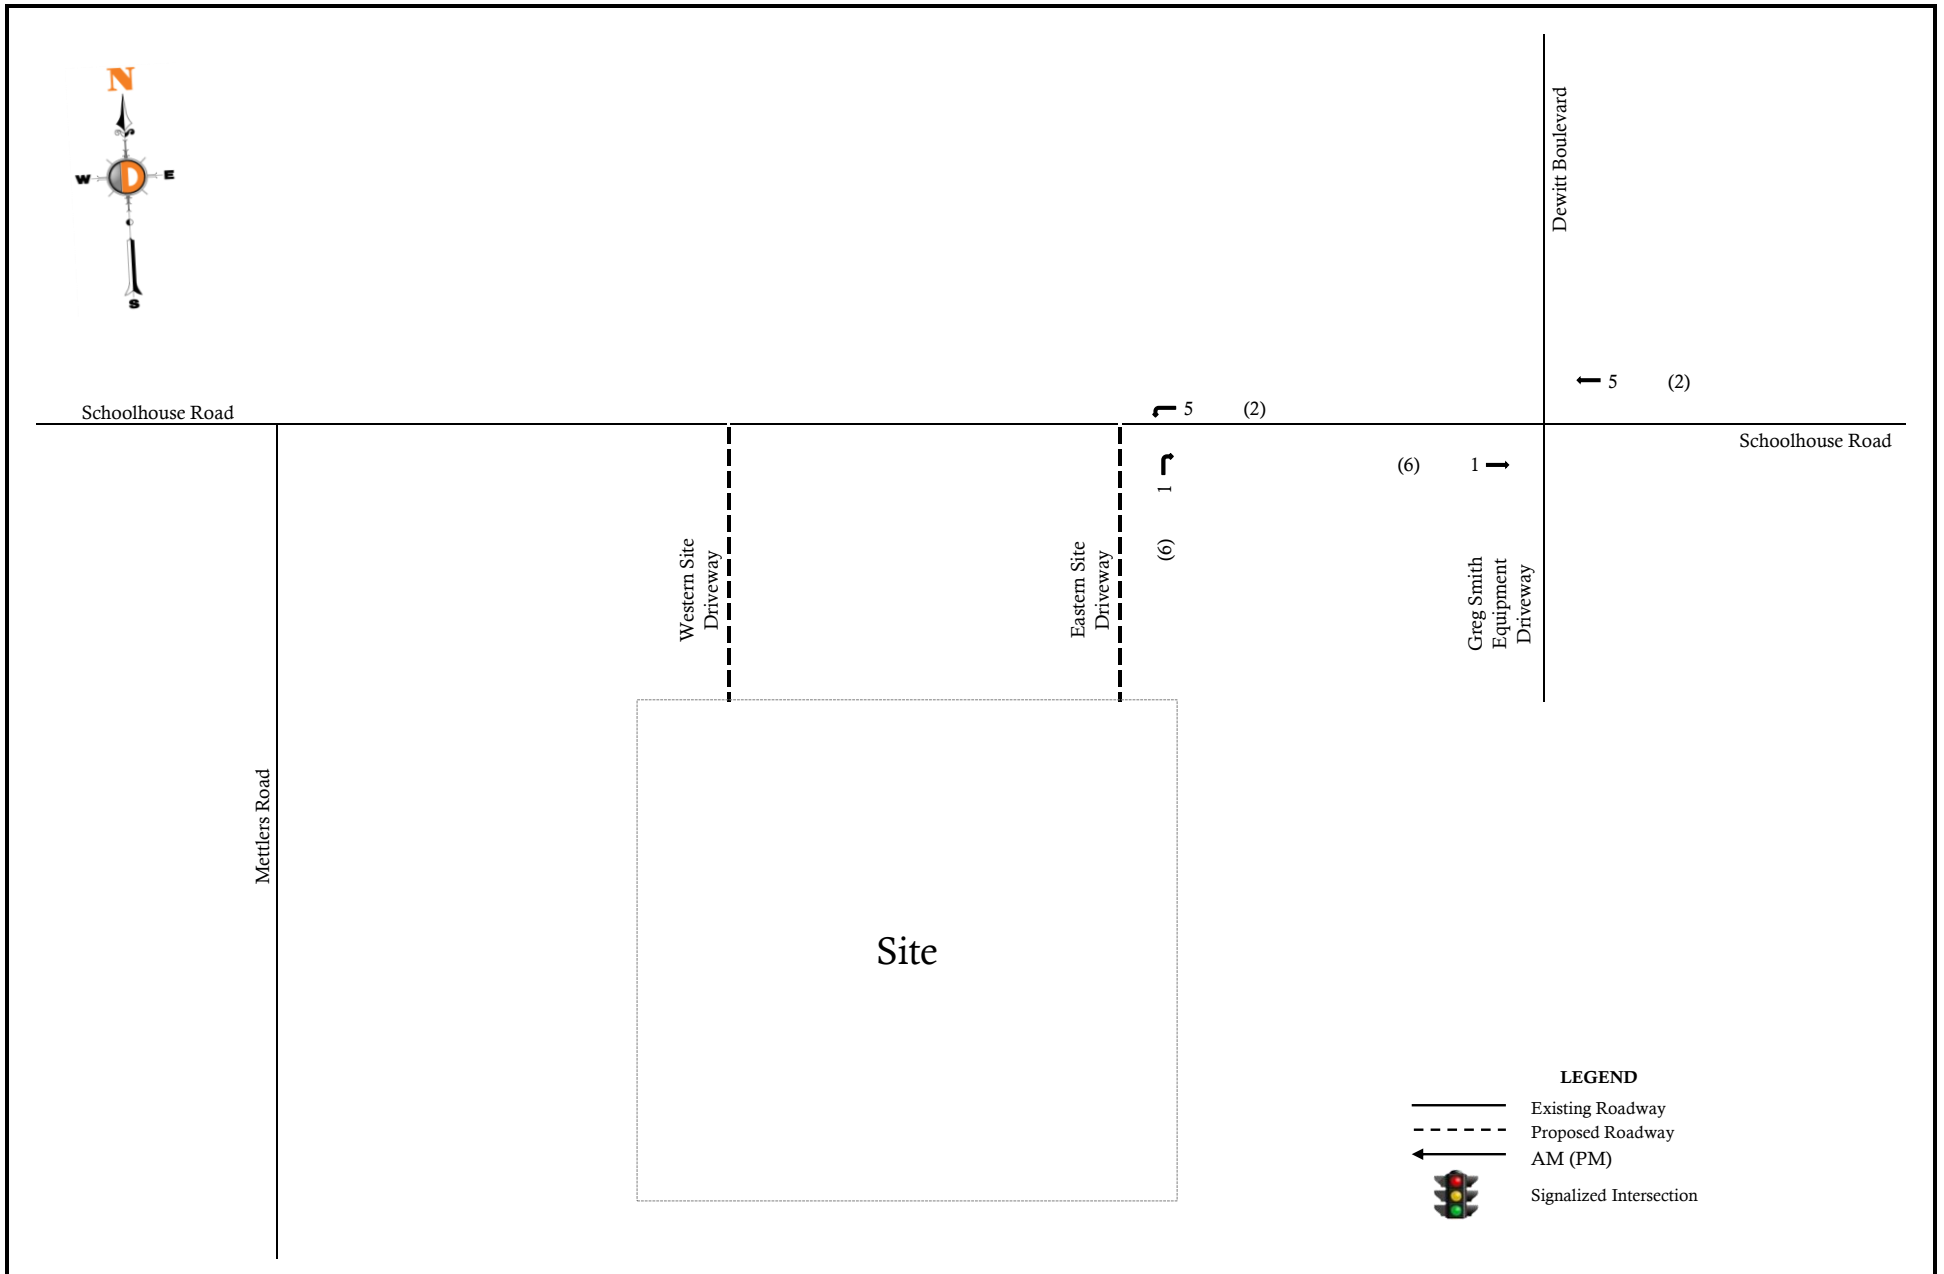 N
W
D
E
S
Dewitt Boulevard
5 (2)
Schoolhouse Road
5 (2)
Schoolhouse Road
1
(6)
(6) 1
Western Site
Driveway
Eastern Site
Driveway
Greg Smith
Equipment
Driveway
Mettlers Road
Site
LEGEND
Existing Roadway
Proposed Roadway
AM (PM)
Signalized Intersection